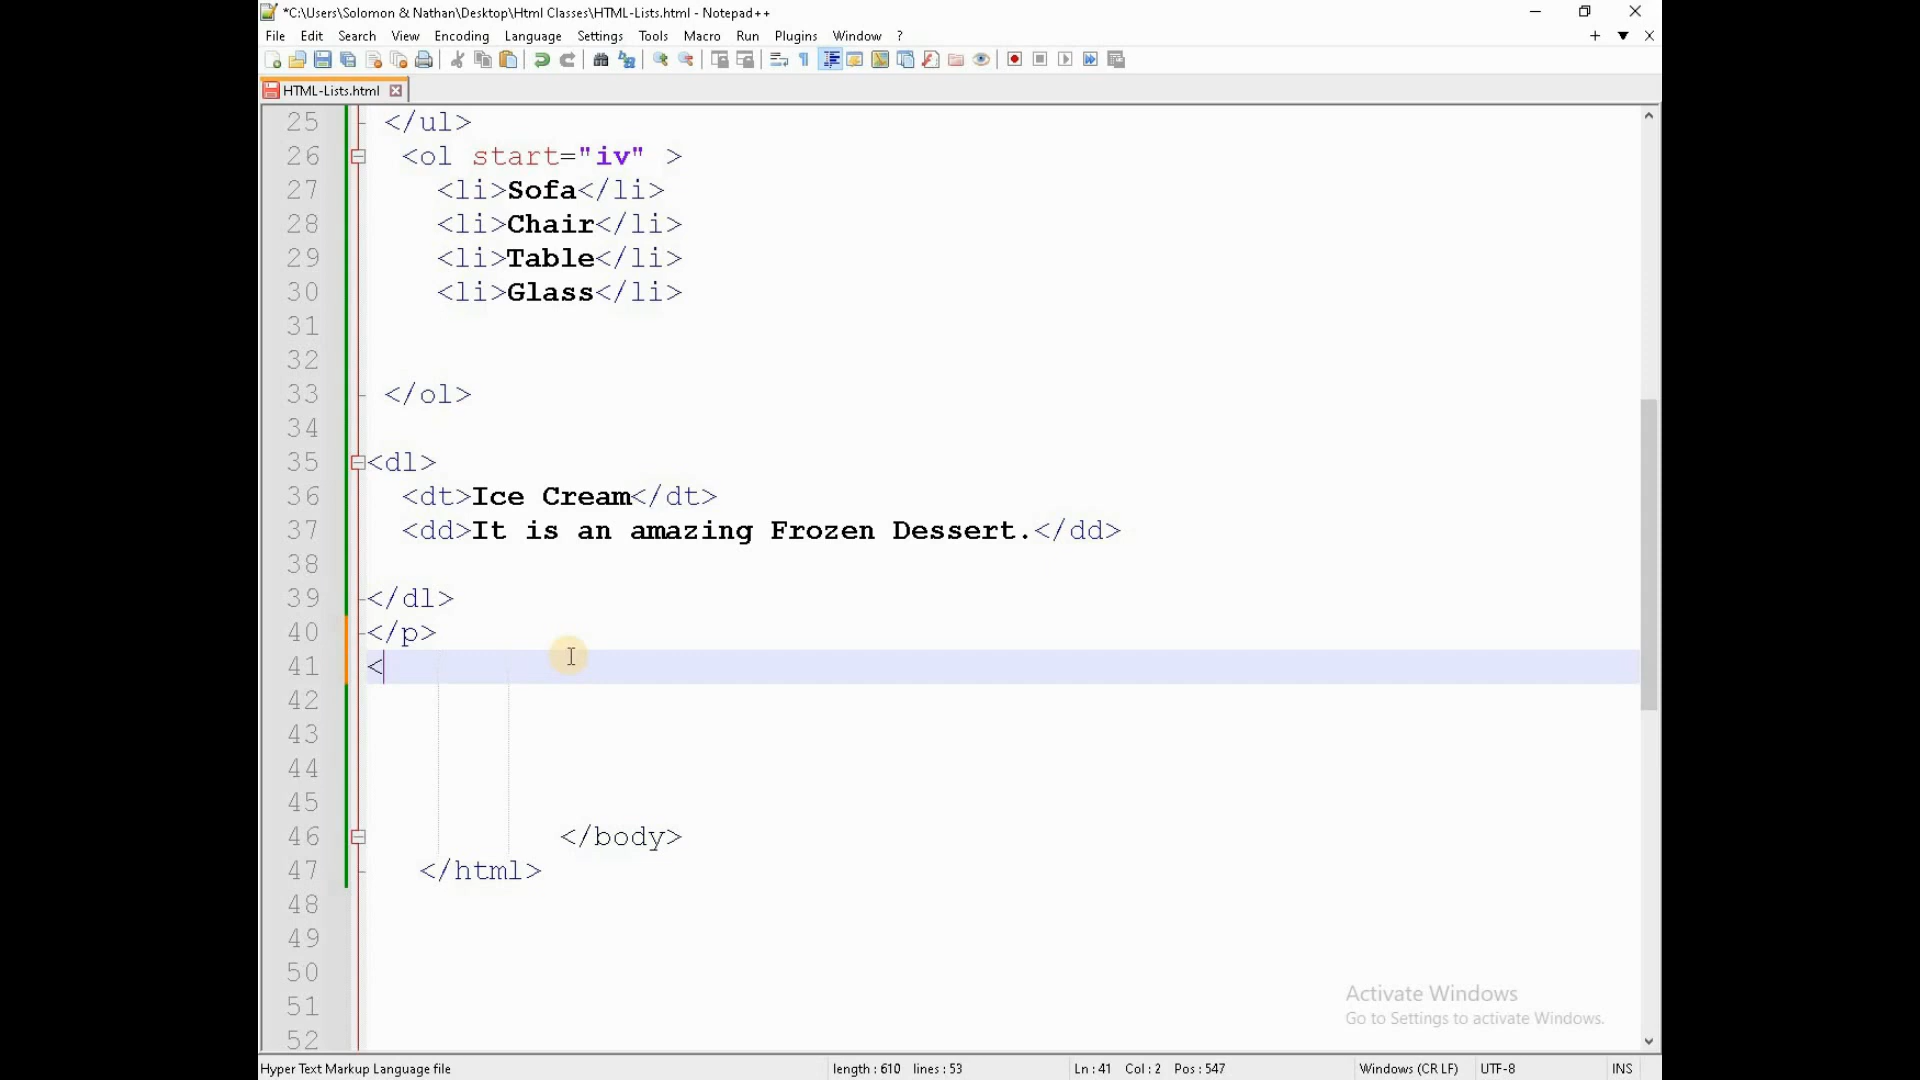 *C:\Users\Solomon & Nathan\Desktop\Html Classes\HTML-Lists.html - Notepad++
File Edit Search View Encoding Language Settings Tools Macro Run Plugins Window ?
HTML-Lists.html
25 </ul>
26 <ol start="iv" >
27 <li>Sofa</li>
28 <li>Chair</li>
29 <li>Table</li>
30 <li>Glass</li>
31
32
33 </ol>
34
35 <dl>
36 <dt>Ice Cream</dt>
37 <dd>It is an amazing Frozen Dessert.</dd>
38
39 </dl>
40 </p>
41 <
42
43
44
45
46 </body>
47 </html>
48
49
50
51
52
Activate Windows
Go to Settings to activate Windows.
Hyper Text Markup Language file length : 610 lines : 53 Ln : 41 Col : 2 Pos : 547 Windows (CR LF) UTF-8 INS